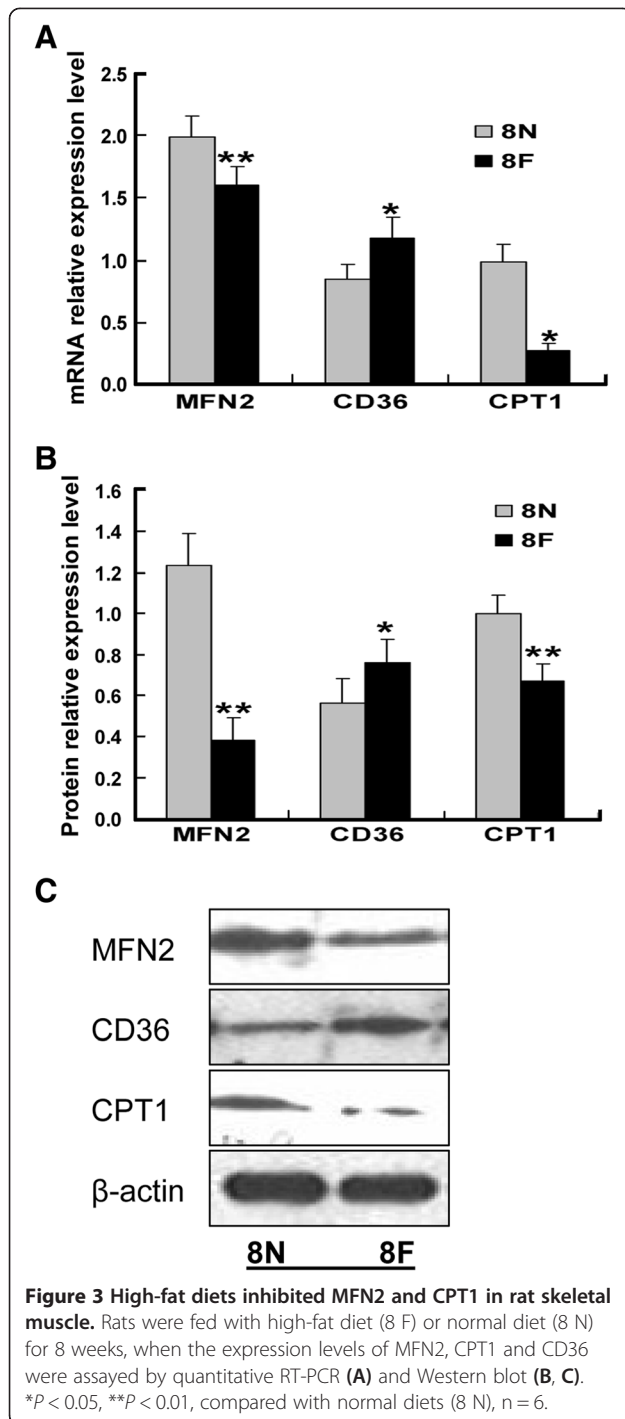 A
mRNA relative expression level
2.5
2.0
1.5
1.0
0.5
0.0
8N
8F
**
*
*
MFN2 CD36 CPT1
B
Protein relative expression level
1.6
1.4
1.2
1.0
0.8
0.6
0.4
0.2
0.0
8N
8F
**
*
**
MFN2 CD36 CPT1
C
MFN2
CD36
CPT1
β-actin
8N 8F
Figure 3 High-fat diets inhibited MFN2 and CPT1 in rat skeletal
muscle. Rats were fed with high-fat diet (8 F) or normal diet (8 N)
for 8 weeks, when the expression levels of MFN2, CPT1 and CD36
were assayed by quantitative RT-PCR (A) and Western blot (B, C).
*P < 0.05, **P < 0.01, compared with normal diets (8 N), n = 6.